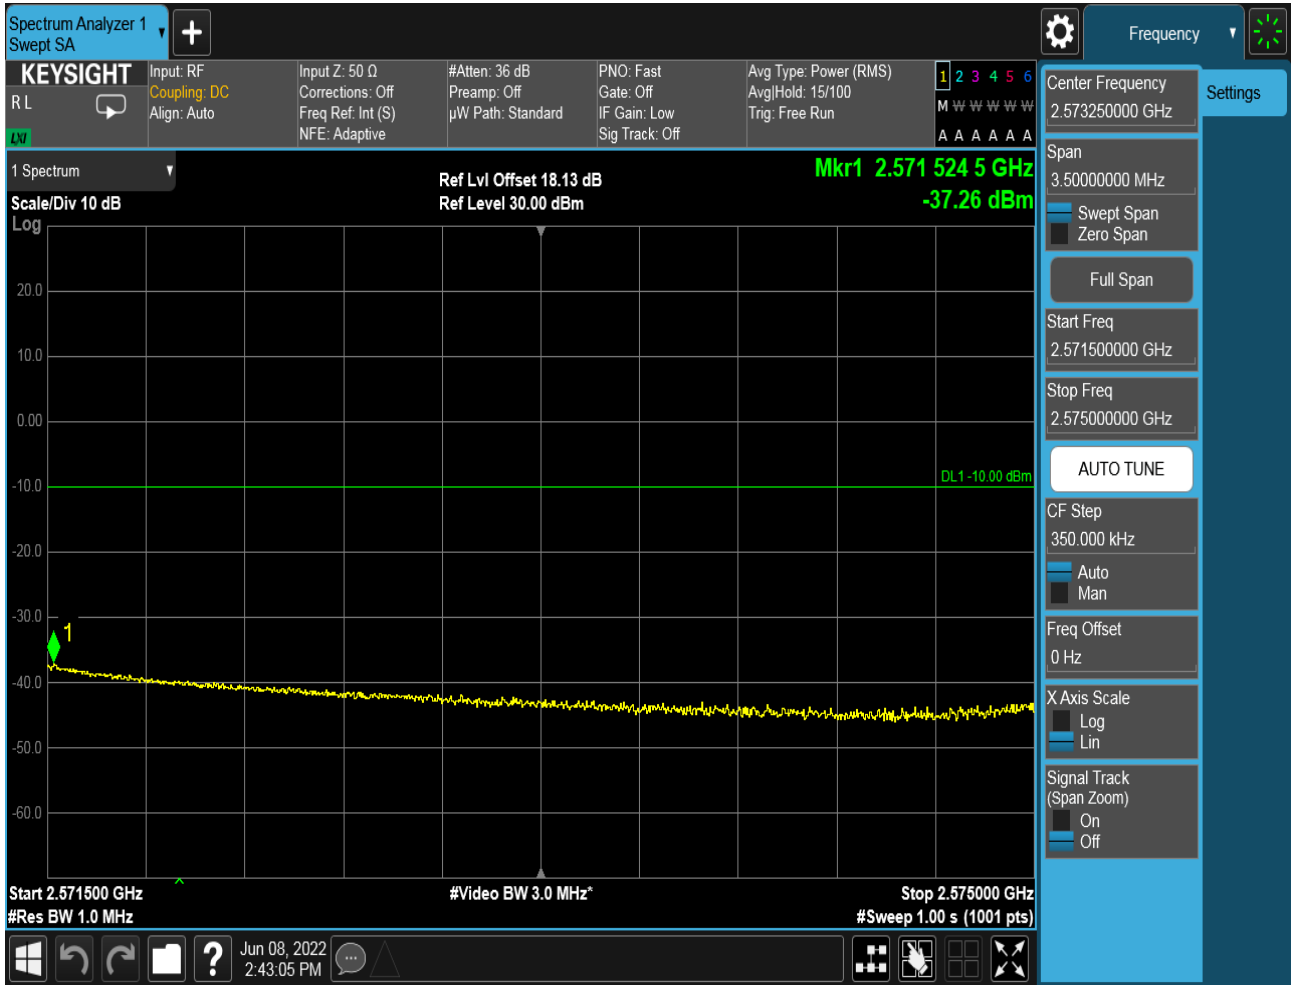 Spectrum Analyzer 1
Swept SA
Frequency
KEYSIGHT
R L
LXI
Input: RF
Coupling: DC
Align: Auto
Input Z: 50 Ω
Corrections: Off
Freq Ref: Int (S)
NFE: Adaptive
#Atten: 36 dB
Preamp: Off
µW Path: Standard
PNO: Fast
Gate: Off
IF Gain: Low
Sig Track: Off
Avg Type: Power (RMS)
Avg|Hold: 15/100
Trig: Free Run
1 2 3 4 5 6
M W W W W W
A A A A A A
1 Spectrum
Scale/Div 10 dB
Log
Ref Lvl Offset 18.13 dB
Ref Level 30.00 dBm
Mkr1 2.571 524 5 GHz
-37.26 dBm
20.0
10.0
0.00
-10.0
-20.0
-30.0
-40.0
-50.0
-60.0
DL1 -10.00 dBm
1
Start 2.571500 GHz
#Res BW 1.0 MHz
#Video BW 3.0 MHz*
Stop 2.575000 GHz
#Sweep 1.00 s (1001 pts)
Center Frequency
2.573250000 GHz
Settings
Span
3.50000000 MHz
Swept Span
Zero Span
Full Span
Start Freq
2.571500000 GHz
Stop Freq
2.575000000 GHz
AUTO TUNE
CF Step
350.000 kHz
Auto
Man
Freq Offset
0 Hz
X Axis Scale
Log
Lin
Signal Track
(Span Zoom)
On
Off
?
Jun 08, 2022
2:43:05 PM